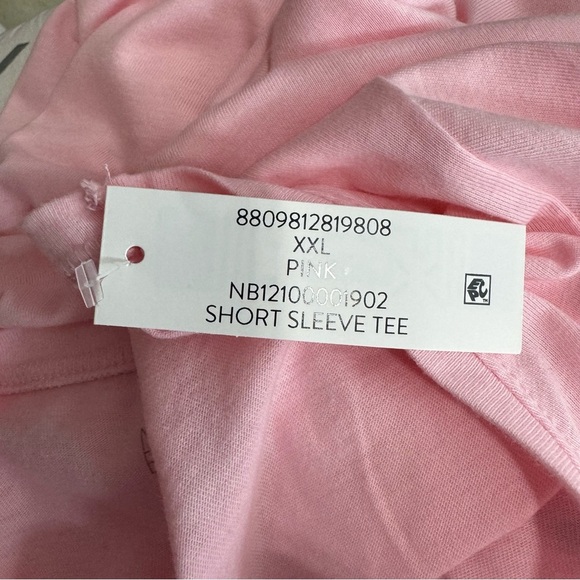 8809812819808
XXL
PINK
NB12100001902
SHORT SLEEVE TEE